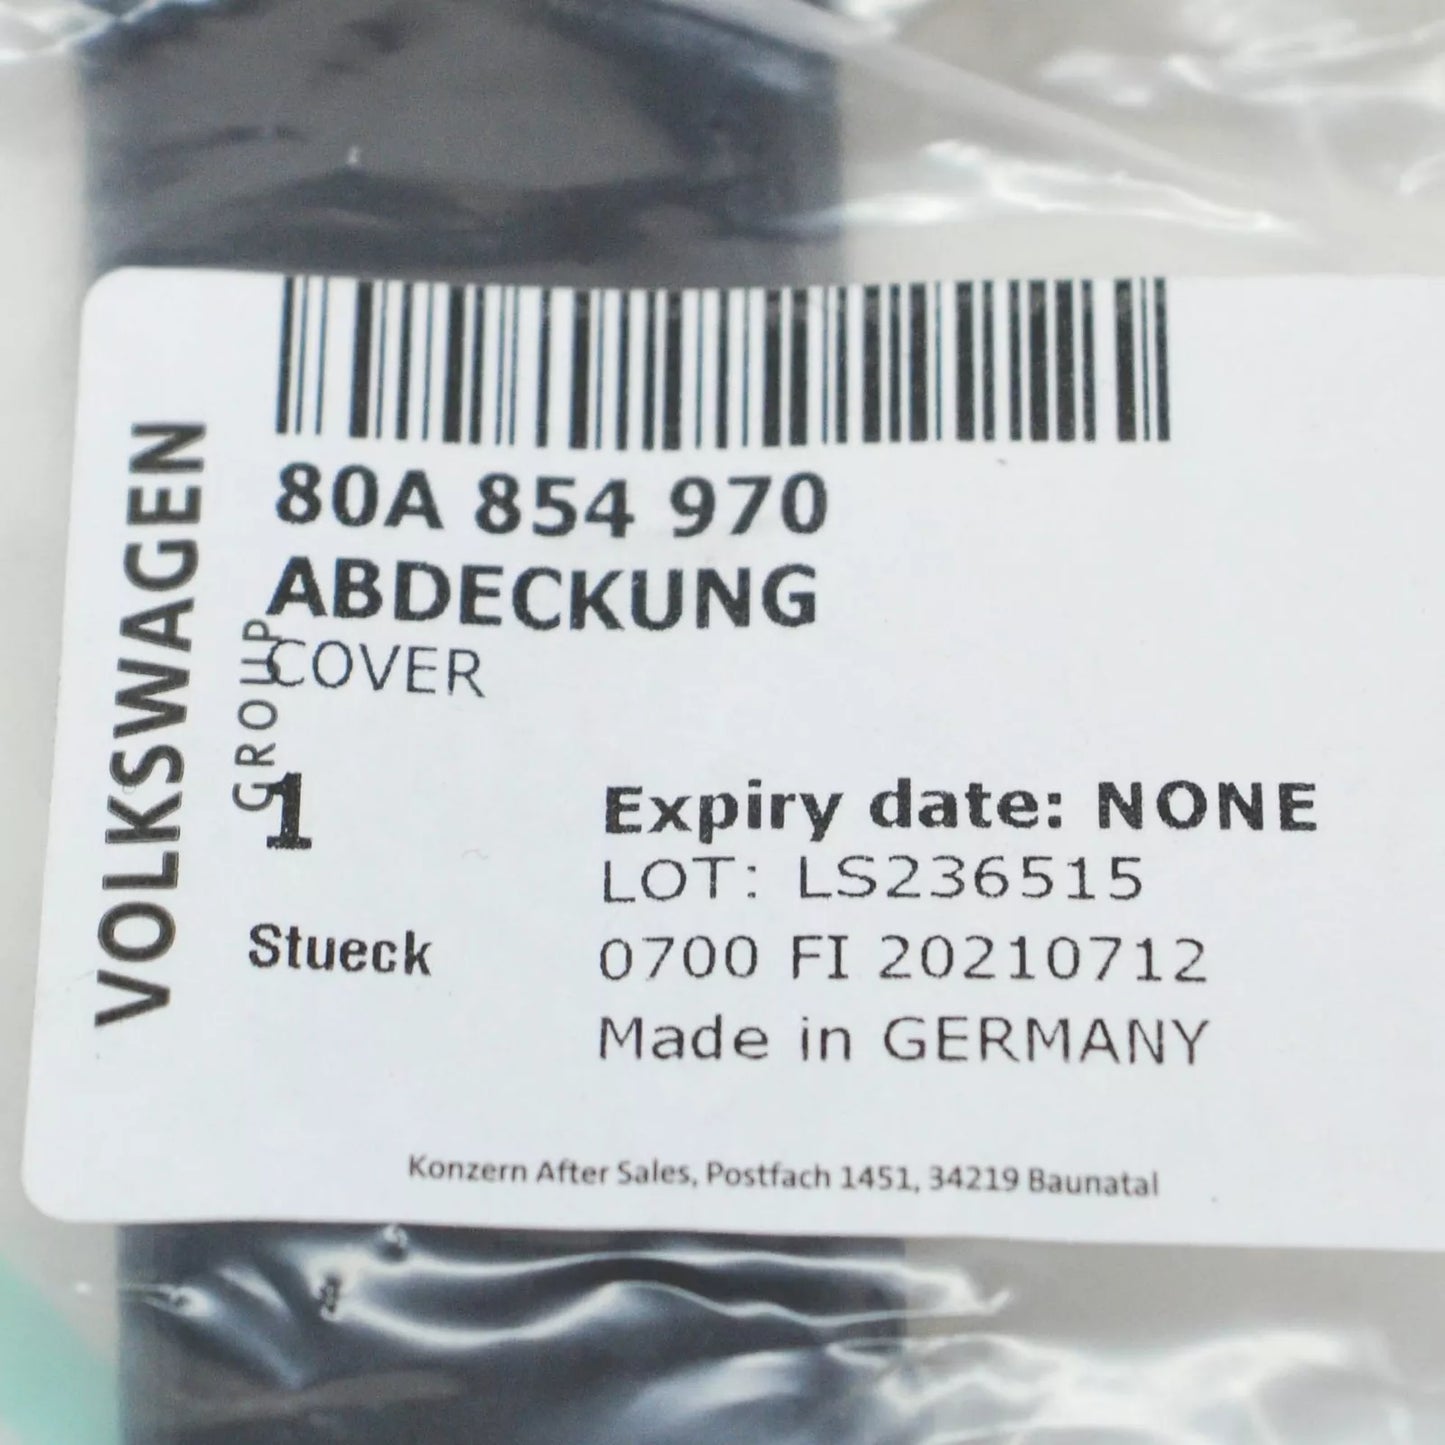 VOLKSWAGEN
GROUP
80A 854 970
ABDECKUNG
COVER
1
Stueck
Expiry date: NONE
LOT: LS236515
0700 FI 20210712
Made in GERMANY
Konzern After Sales, Postfach 1451, 34219 Baunatal